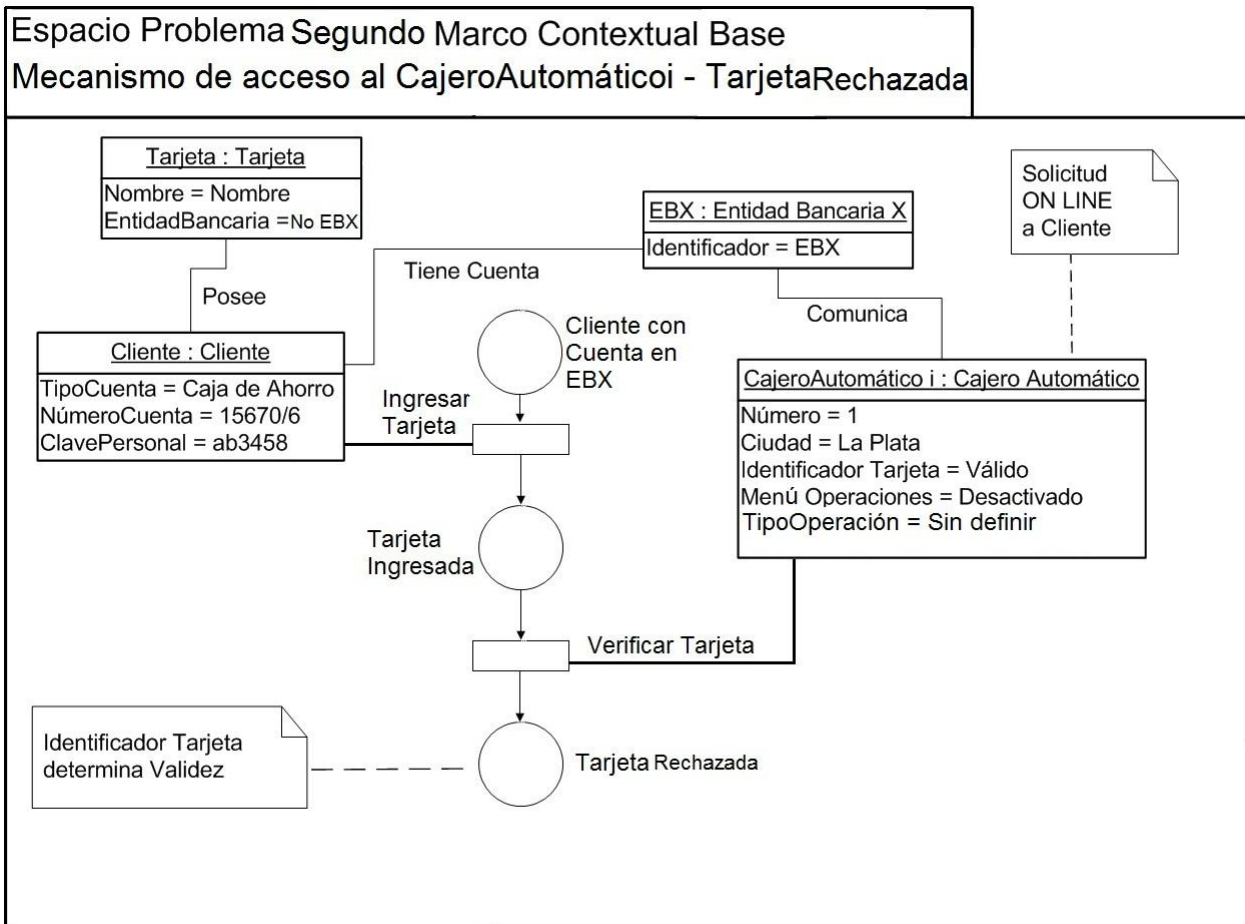 Espacio Problema Segundo Marco Contextual Base
Mecanismo de acceso al CajeroAutomáticoi - TarjetaRechazada
Tarjeta : Tarjeta
Nombre = Nombre
EntidadBancaria =No EBX
Solicitud
ON LINE
a Cliente
EBX : Entidad Bancaria X
Identificador = EBX
Tiene Cuenta
Posee
Comunica
Cliente : Cliente
TipoCuenta = Caja de Ahorro
NúmeroCuenta = 15670/6
ClavePersonal = ab3458
Cliente con
Cuenta en
EBX
Ingresar
Tarjeta
CajeroAutomático i : Cajero Automático
Número = 1
Ciudad = La Plata
Identificador Tarjeta = Válido
Menú Operaciones = Desactivado
TipoOperación = Sin definir
Tarjeta
Ingresada
Verificar Tarjeta
Identificador Tarjeta
determina Validez
Tarjeta Rechazada